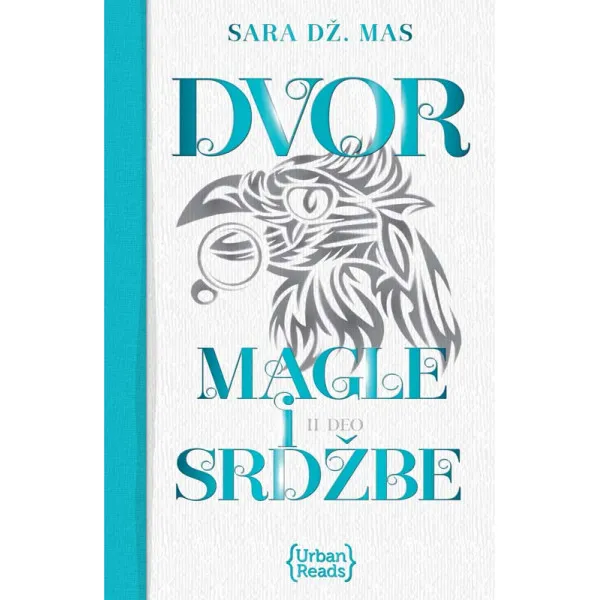 SARA DŽ. MAS
DVOR
MAGLE
i
II DEO
SRDŽBE
{Urban
Reads}